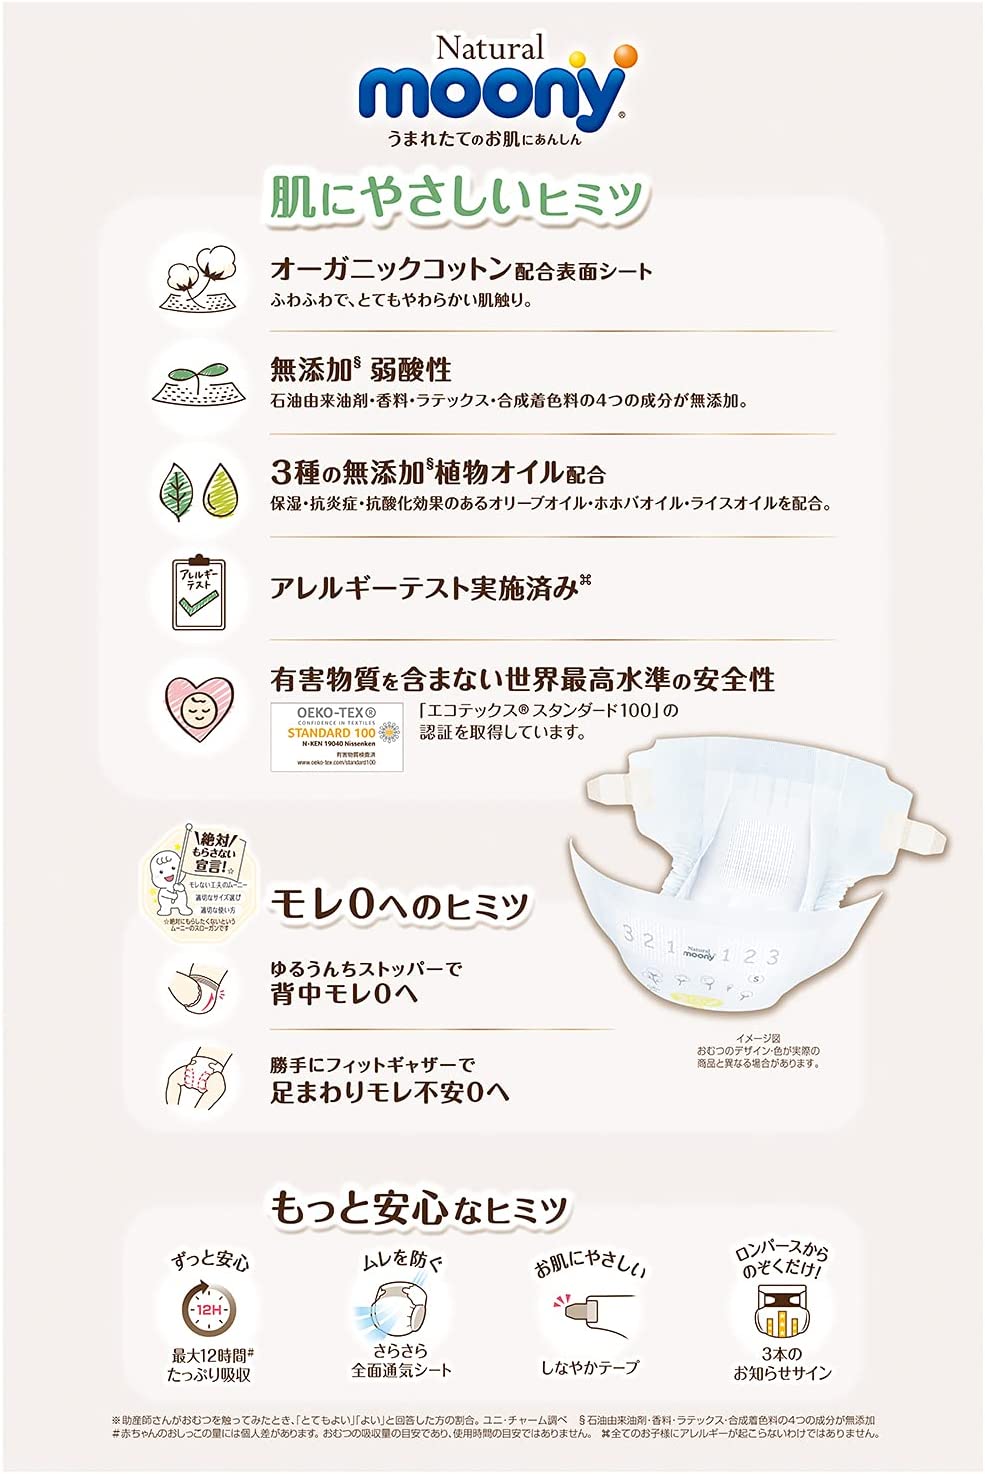 Natural
moony®
うまれたてのお肌にあんしん
肌にやさしいヒミツ
オーガニックコットン配合表面シート
ふわふわで、とてもやわらかい肌触り。
無添加§ 弱酸性
石油由来油剤・香料・ラテックス・合成着色料の4つの成分が無添加。
3種の無添加§植物オイル配合
保湿・抗炎症・抗酸化効果のあるオリーブオイル・ホホバオイル・ライスオイルを配合。
アレルギー
テスト
アレルギーテスト実施済み⌘
有害物質を含まない世界最高水準の安全性
OEKO-TEX®
CONFIDENCE IN TEXTILES
STANDARD 100
N-KEN 19040 Nissenken
有害物質検査済
www.oeko-tex.com/standard100
「エコテックス®スタンダード100」の
認証を取得しています。
絶対
もらさない
宣言!☆
モレない工夫のムーニー
適切なサイズ選び
適切な使い方
☆絶対にもらしたくないという
ムーニーのスローガンです
モレ0へのヒミツ
ゆるうんちストッパーで
背中モレ0へ
勝手にフィットギャザーで
足まわりモレ不安0へ
3 2 1 Natural moony 1 2 3
S
イメージ図
おむつのデザイン・色が実際の
商品と異なる場合があります。
もっと安心なヒミツ
ずっと安心
12H
最大12時間#
たっぷり吸収
ムレを防ぐ
さらさら
全面通気シート
お肌にやさしい
しなやかテープ
ロンパースから
のぞくだけ!
3本の
お知らせサイン
※助産師さんがおむつを触ってみたとき、「とてもよい」「よい」と回答した方の割合。ユニ・チャーム調べ §石油由来油剤・香料・ラテックス・合成着色料の4つの成分が無添加
#赤ちゃんのおしっこの量には個人差があります。おむつの吸収量の目安であり、使用時間の目安ではありません。 ⌘全てのお子様にアレルギーが起こらないわけではありません。